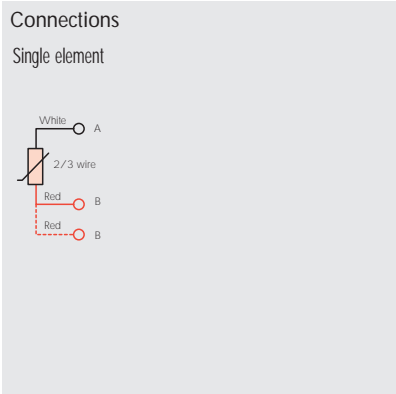 Connections
Single element
White
A
2/3 wire
Red
B
Red
B